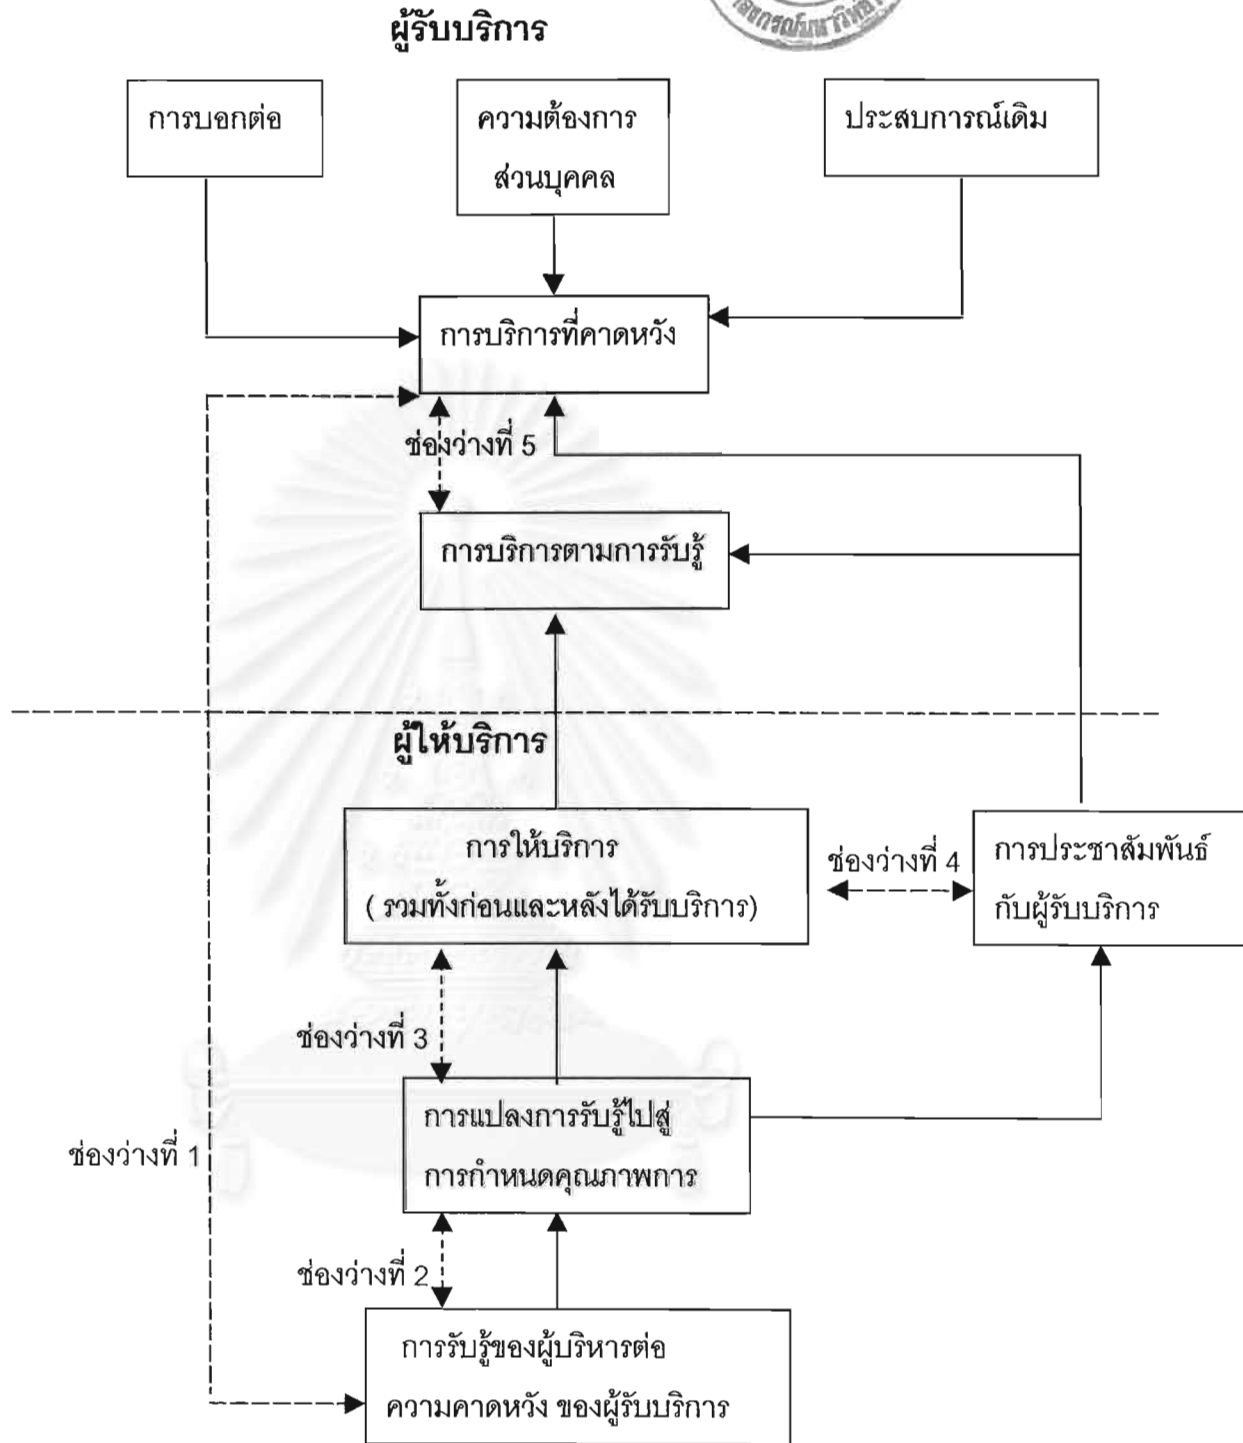 ผู้รับบริการ
การบอกต่อ
ความต้องการ
ส่วนบุคคล
ประสบการณ์เดิม
การบริการที่คาดหวัง
ช่องว่างที่ 5
การบริการตามการรับรู้
ผู้ให้บริการ
การให้บริการ
( รวมทั้งก่อนและหลังได้รับบริการ)
ช่องว่างที่ 4
การประชาสัมพันธ์
กับผู้รับบริการ
ช่องว่างที่ 3
การแปลงการรับรู้ไปสู่
การกำหนดคุณภาพการ
ช่องว่างที่ 1
ช่องว่างที่ 2
การรับรู้ของผู้บริหารต่อ
ความคาดหวัง ของผู้รับบริการ